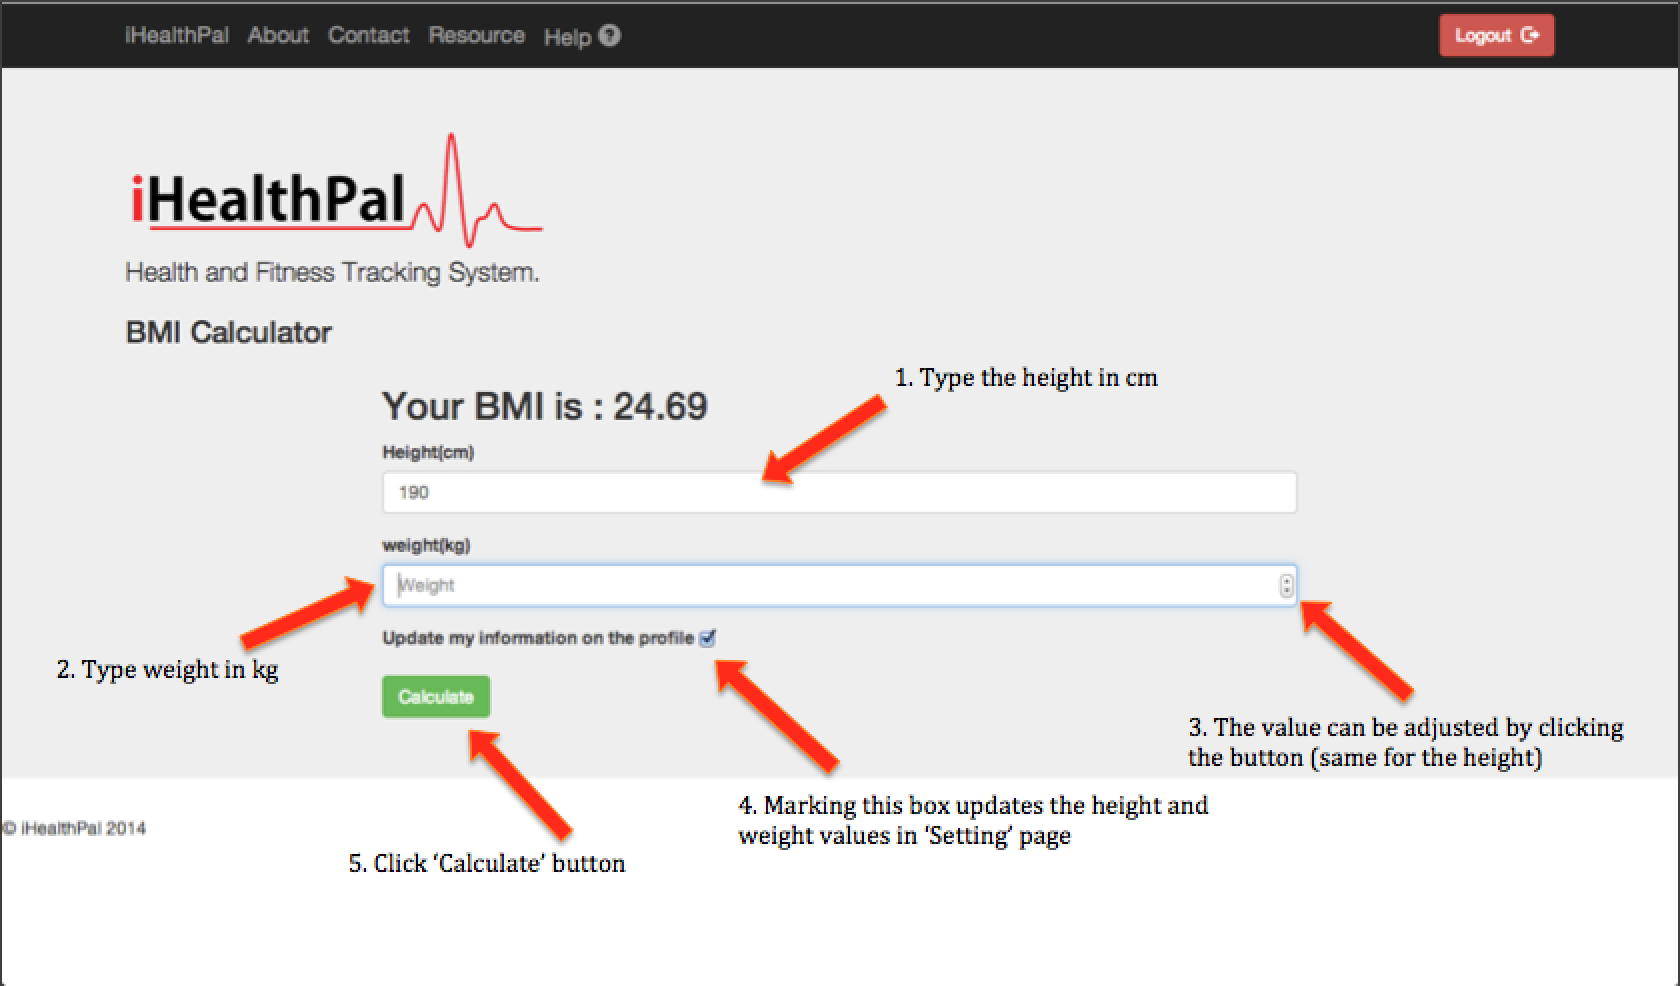 iHealthPal About Contact Resource Help ?
Logout
iHealthPal
Health and Fitness Tracking System.
BMI Calculator
1. Type the height in cm
Your BMI is : 24.69
Height(cm)
190
weight(kg)
Weight
Update my information on the profile
2. Type weight in kg
Calculate
3. The value can be adjusted by clicking
the button (same for the height)
4. Marking this box updates the height and
weight values in ‘Setting’ page
© iHealthPal 2014
5. Click ‘Calculate’ button